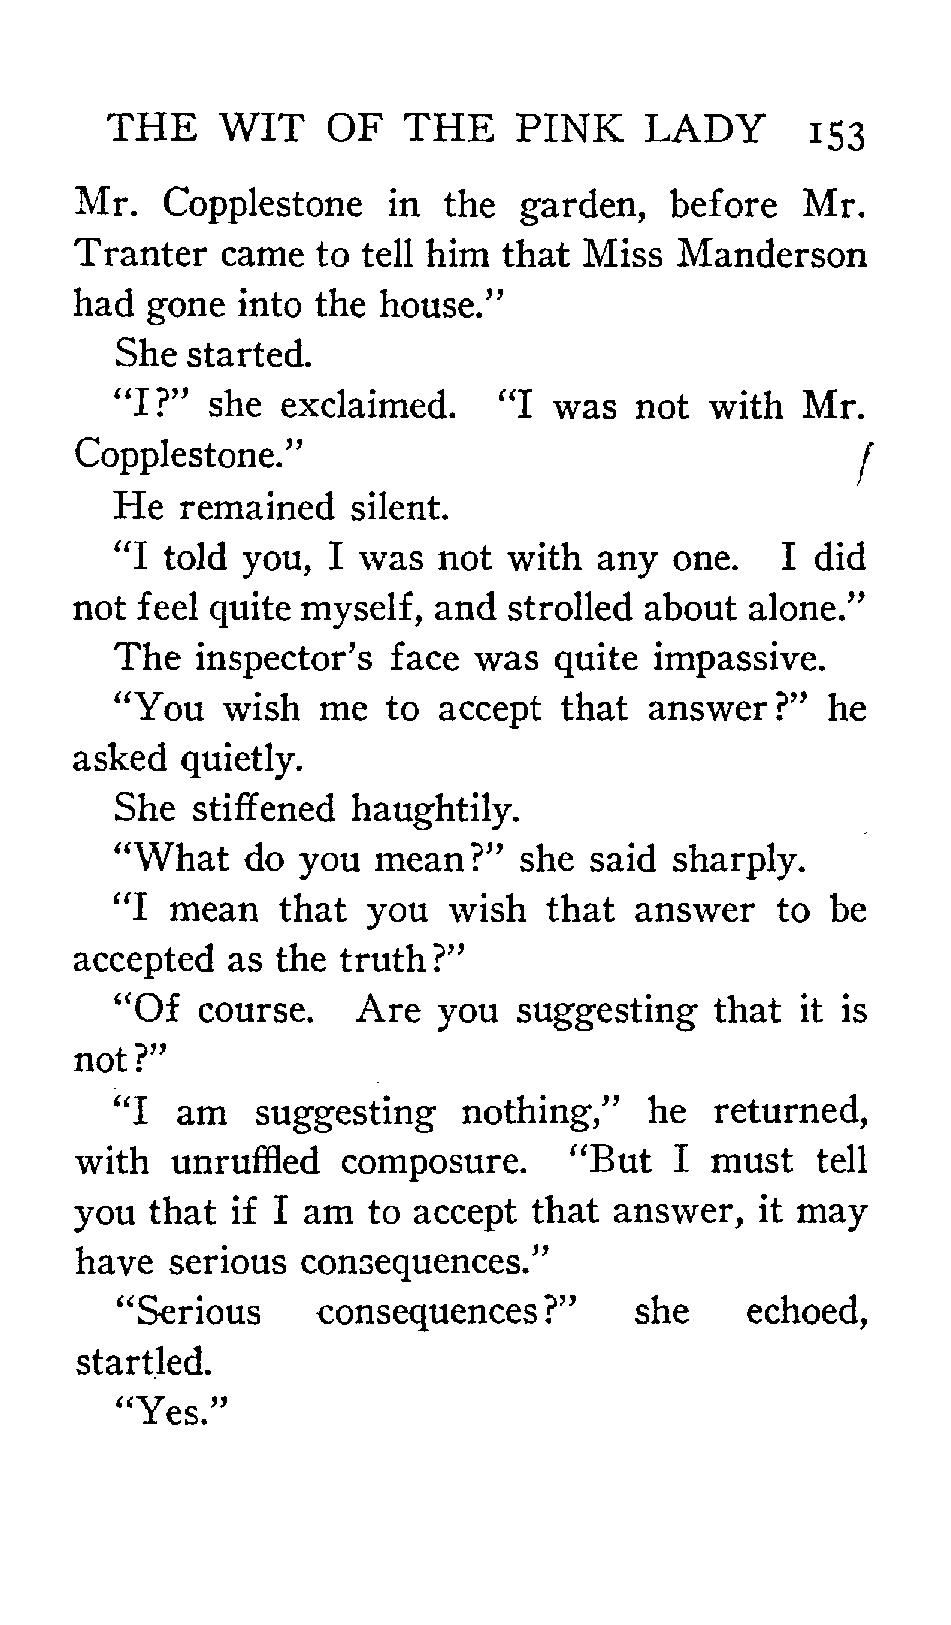 THE WIT OF THE PINK LADY 153
Mr. Copplestone in the garden, before Mr.
Tranter came to tell him that Miss Manderson
had gone into the house."
She started.
"I?" she exclaimed. "I was not with Mr.
Copplestone."
He remained silent.
"I told you, I was not with any one. I did
not feel quite myself, and strolled about alone."
The inspector's face was quite impassive.
"You wish me to accept that answer?" he
asked quietly.
She stiffened haughtily.
"What do you mean?" she said sharply.
"I mean that you wish that answer to be
accepted as the truth?"
"Of course. Are you suggesting that it is
not?"
"I am suggesting nothing," he returned,
with unruffled composure. "But I must tell
you that if I am to accept that answer, it may
have serious consequences."
"Serious consequences?" she echoed,
startled.
"Yes."